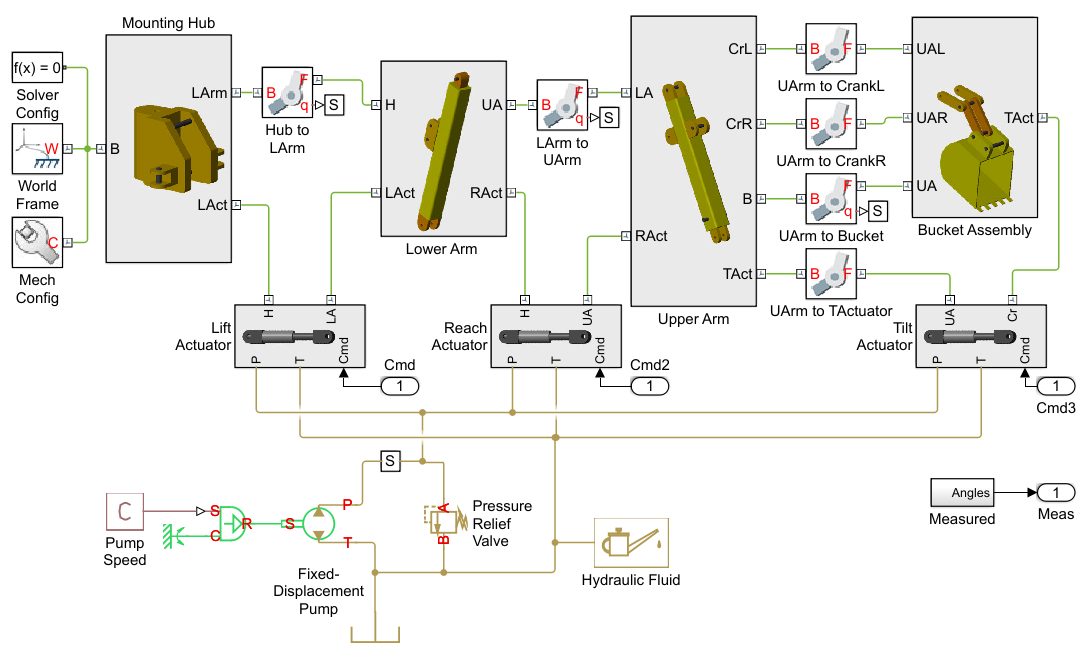 Mounting Hub
f(x) = 0
Solver
Config
W
World
Frame
C
Mech
Config
B
LArm
LAct
B
F
q
S
Hub to
LArm
H
LAct
UA
RAct
Lower Arm
B
F
q
S
LArm to
UArm
LA
RAct
CrL
CrR
B
TAct
Upper Arm
B
F
UArm to CrankL
B
F
UArm to CrankR
B
F
q
S
UArm to Bucket
B
F
UArm to TActuator
UAL
UAR
UA
TAct
Bucket Assembly
Lift
Actuator
H
LA
P
T
Cmd
Cmd
1
Reach
Actuator
H
UA
P
T
Cmd
Cmd2
1
Tilt
Actuator
UA
Cr
P
T
Cmd
1
Cmd3
S
C
Pump
Speed
S
C
R
S
P
T
Fixed-
Displacement
Pump
A
B
Pressure
Relief
Valve
Hydraulic Fluid
Angles
Measured
1
Meas